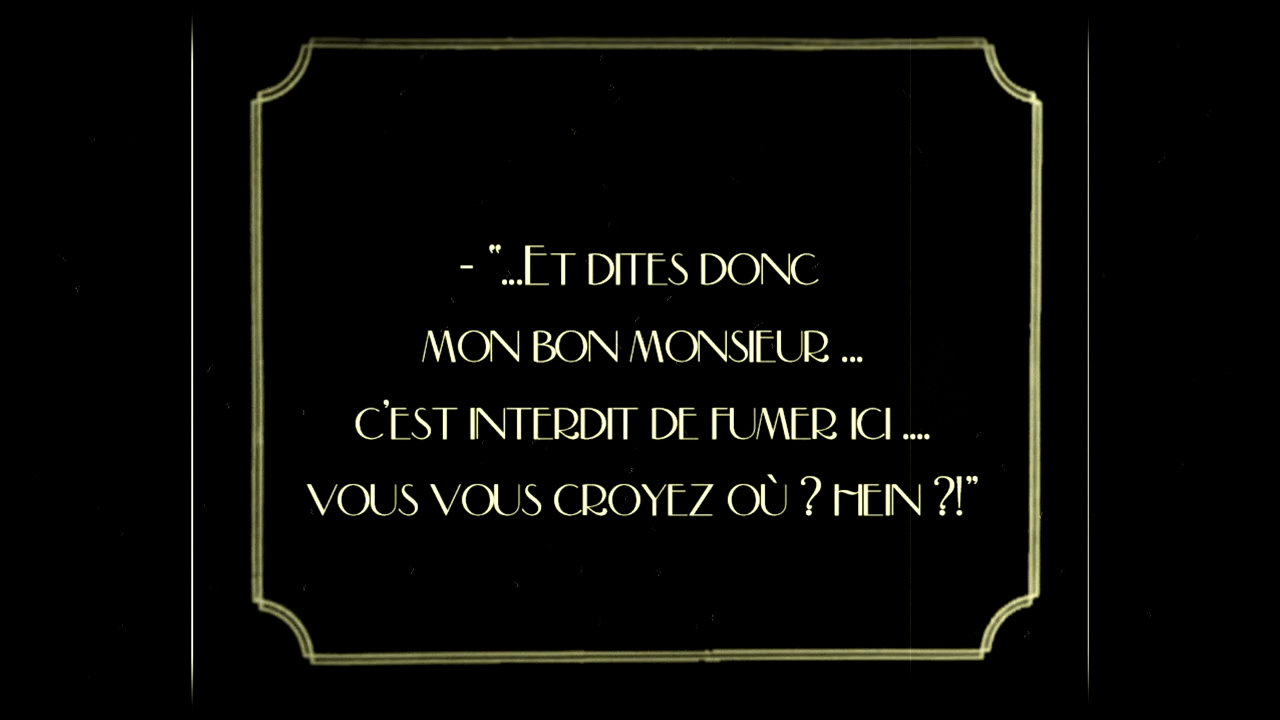 - “...Et dites donc
mon bon monsieur ...
c’est interdit de fumer ici ....
vous vous croyez où ? hein ?!”